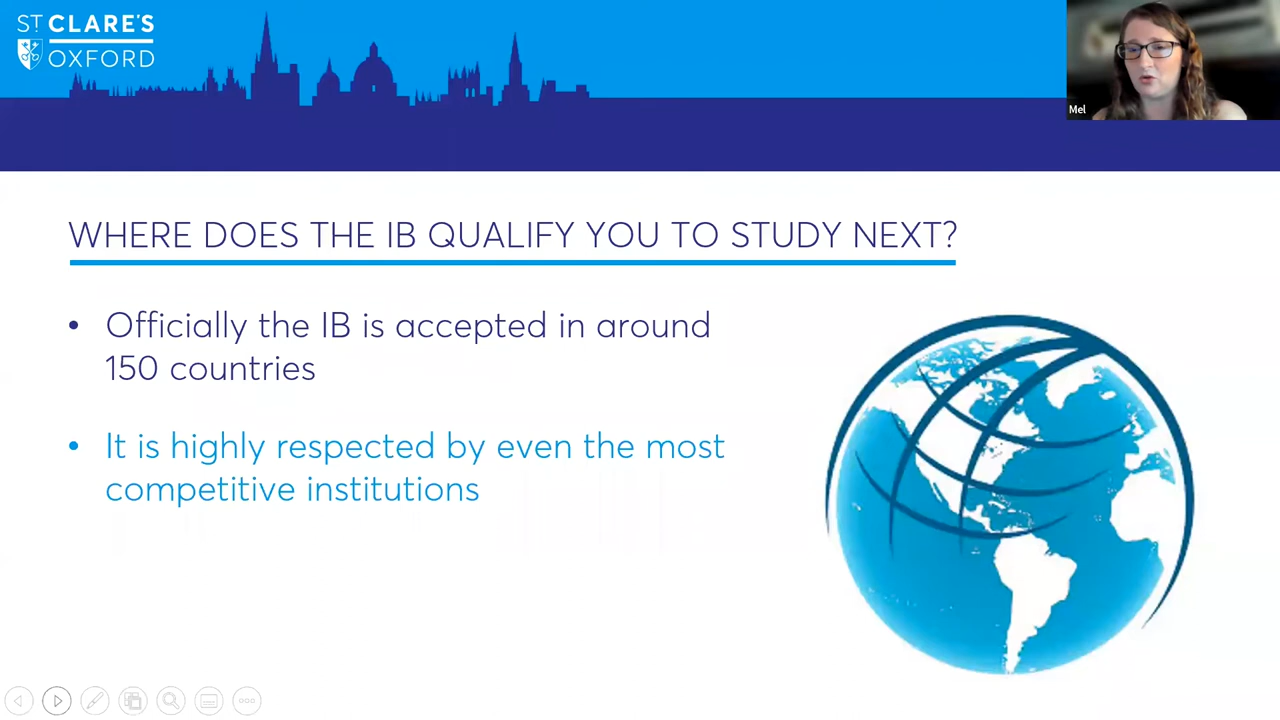 ST CLARE'S
OXFORD
Mel
WHERE DOES THE IB QUALIFY YOU TO STUDY NEXT?
• Officially the IB is accepted in around
150 countries
• It is highly respected by even the most
competitive institutions